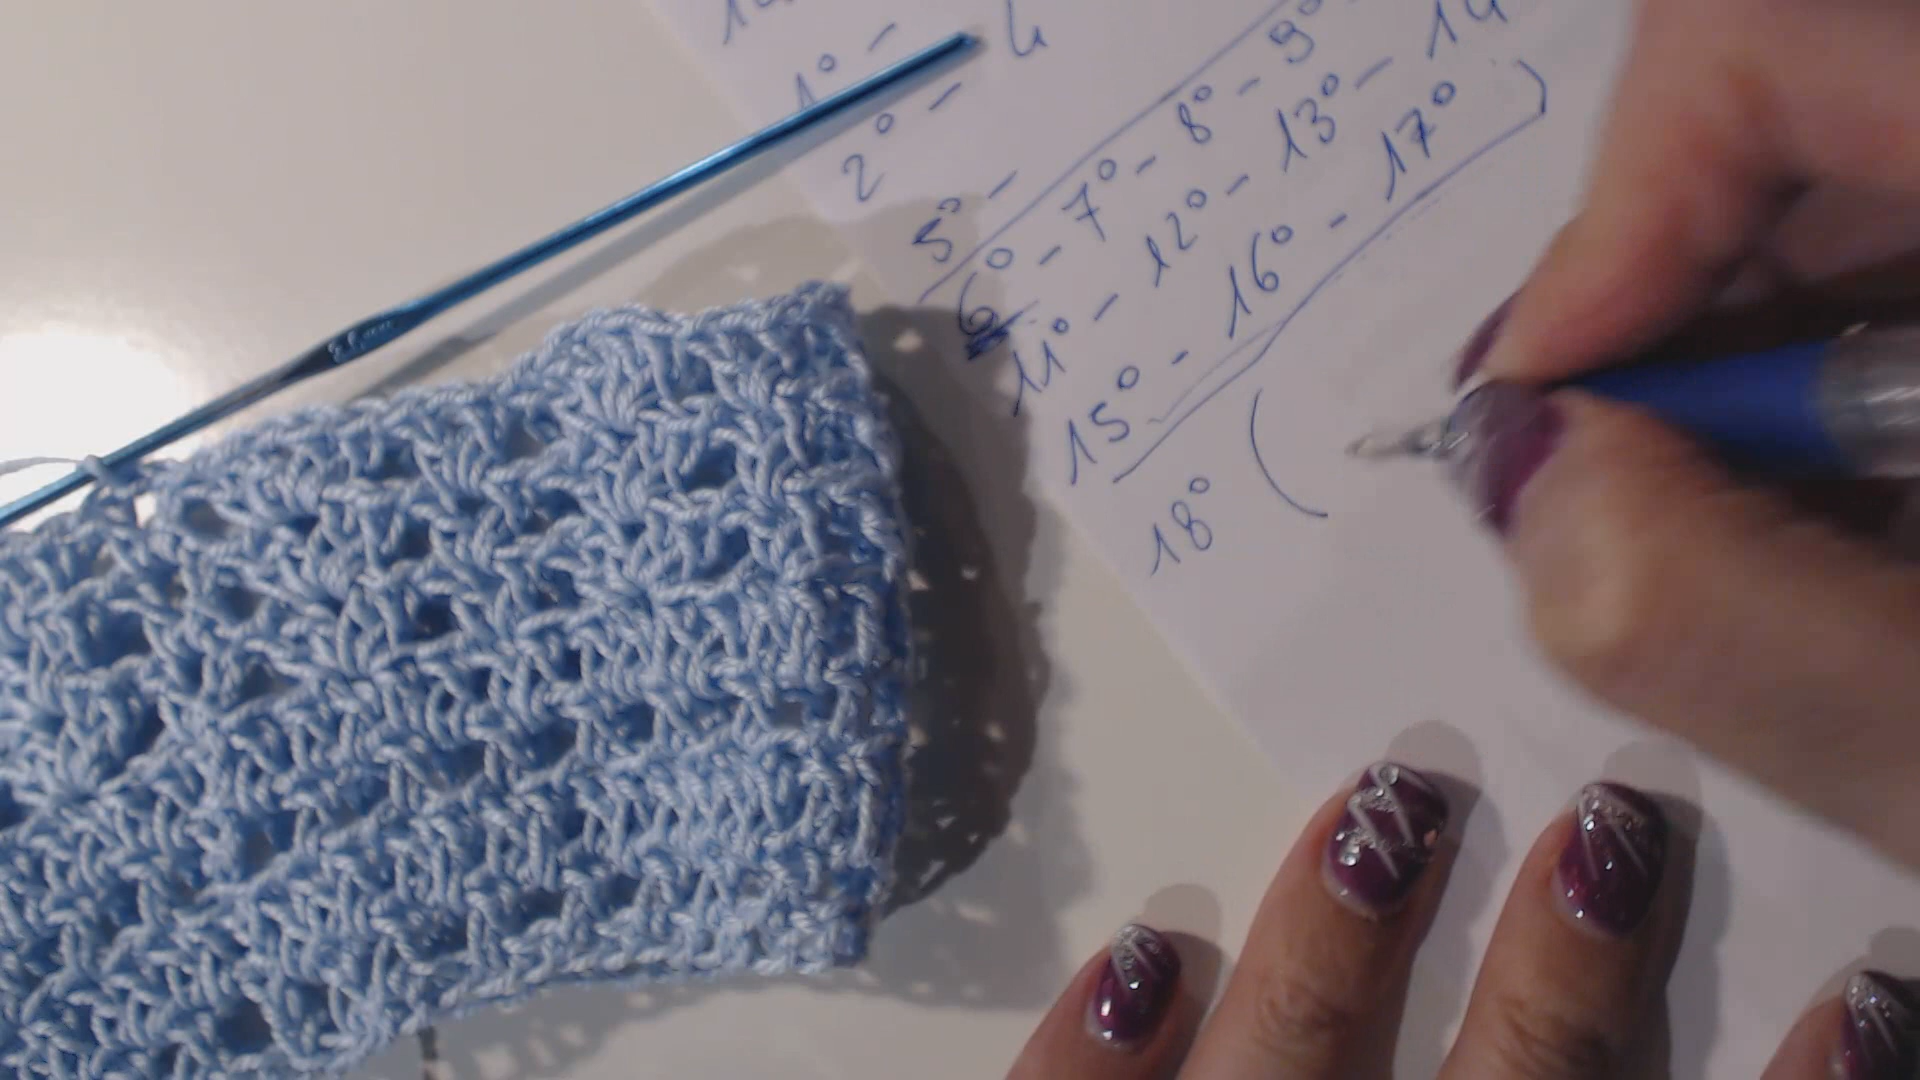 1° -
2° - 4
5° -
6° - 7° - 8° - 9°
11° - 12° - 13° - 14
15° - 16° - 17° )
18° (